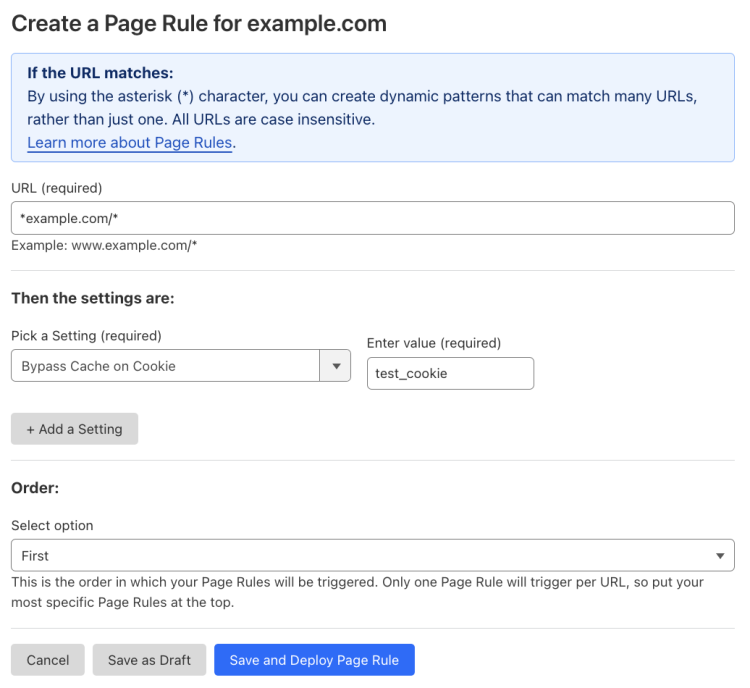 Create a Page Rule for example.com
If the URL matches:
By using the asterisk (*) character, you can create dynamic patterns that can match many URLs,
rather than just one. All URLs are case insensitive.
Learn more about Page Rules.
URL (required)
*example.com/*
Example: www.example.com/*
Then the settings are:
Pick a Setting (required)
Enter value (required)
Bypass Cache on Cookie
test_cookie
+ Add a Setting
Order:
Select option
First
This is the order in which your Page Rules will be triggered. Only one Page Rule will trigger per URL, so put your
most specific Page Rules at the top.
Cancel
Save as Draft
Save and Deploy Page Rule